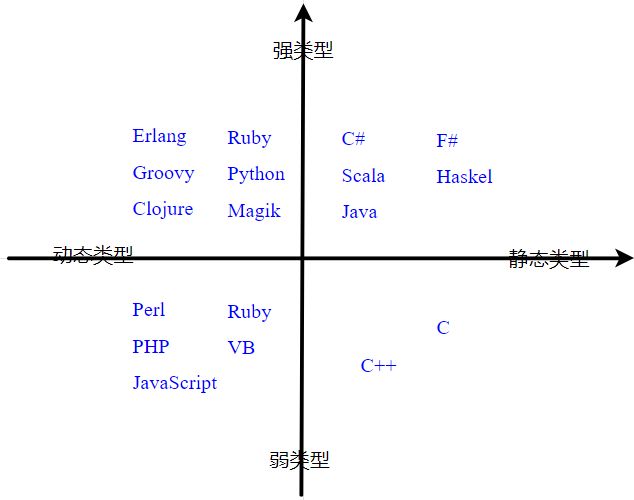 强类型
Erlang Ruby C# F#
Groovy Python Scala Haskel
Clojure Magik Java
动态类型 静态类型
Perl Ruby C
PHP VB C++
JavaScript
弱类型